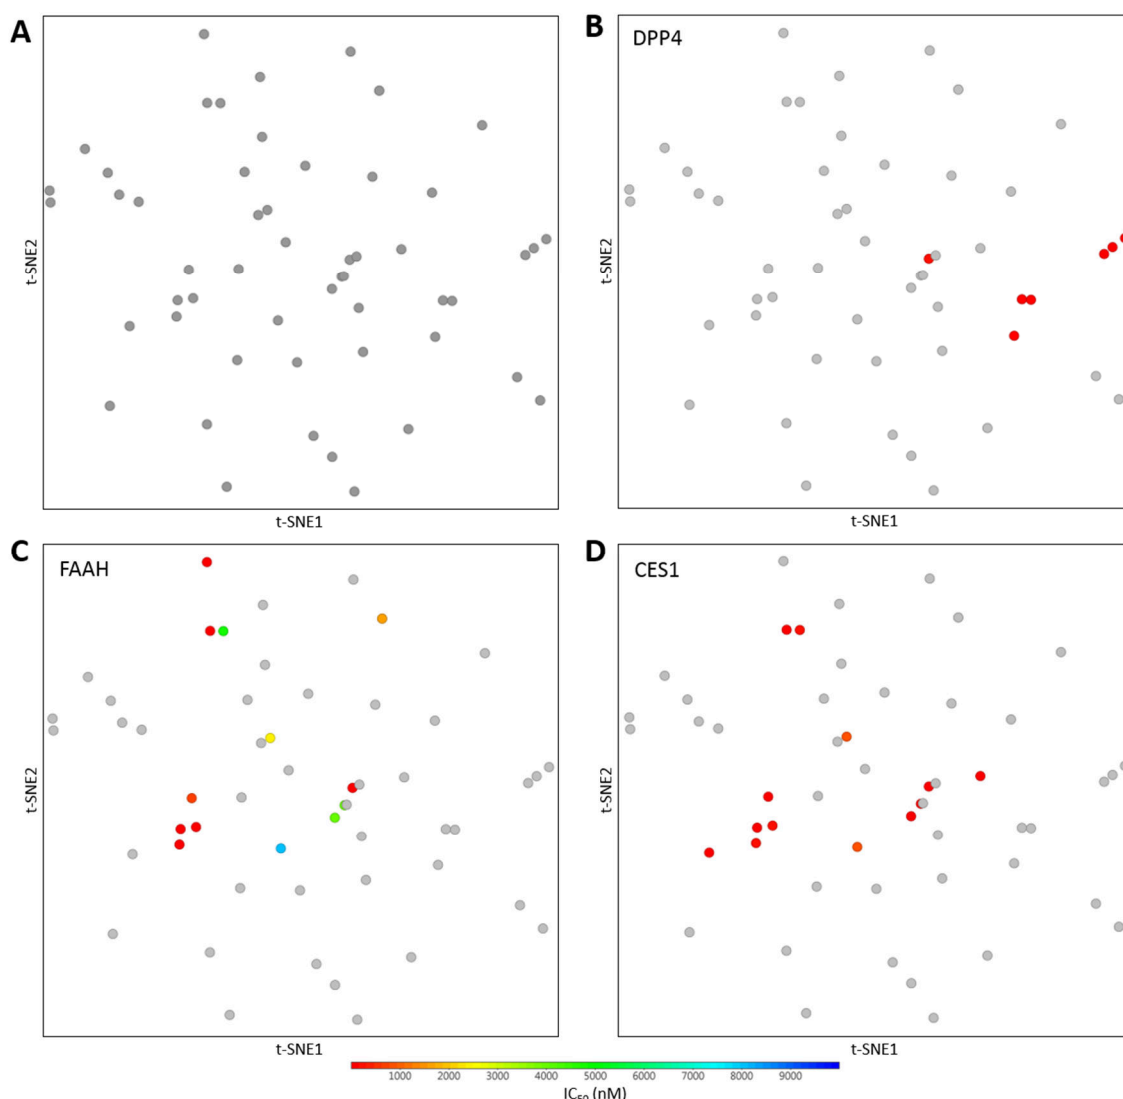 A
B
DPP4
t-SNE2
t-SNE2
t-SNE1
t-SNE1
C
FAAH
D
CES1
t-SNE2
t-SNE2
t-SNE1
t-SNE1
1000 2000 3000 4000 5000 6000 7000 8000 9000
IC50 (nM)